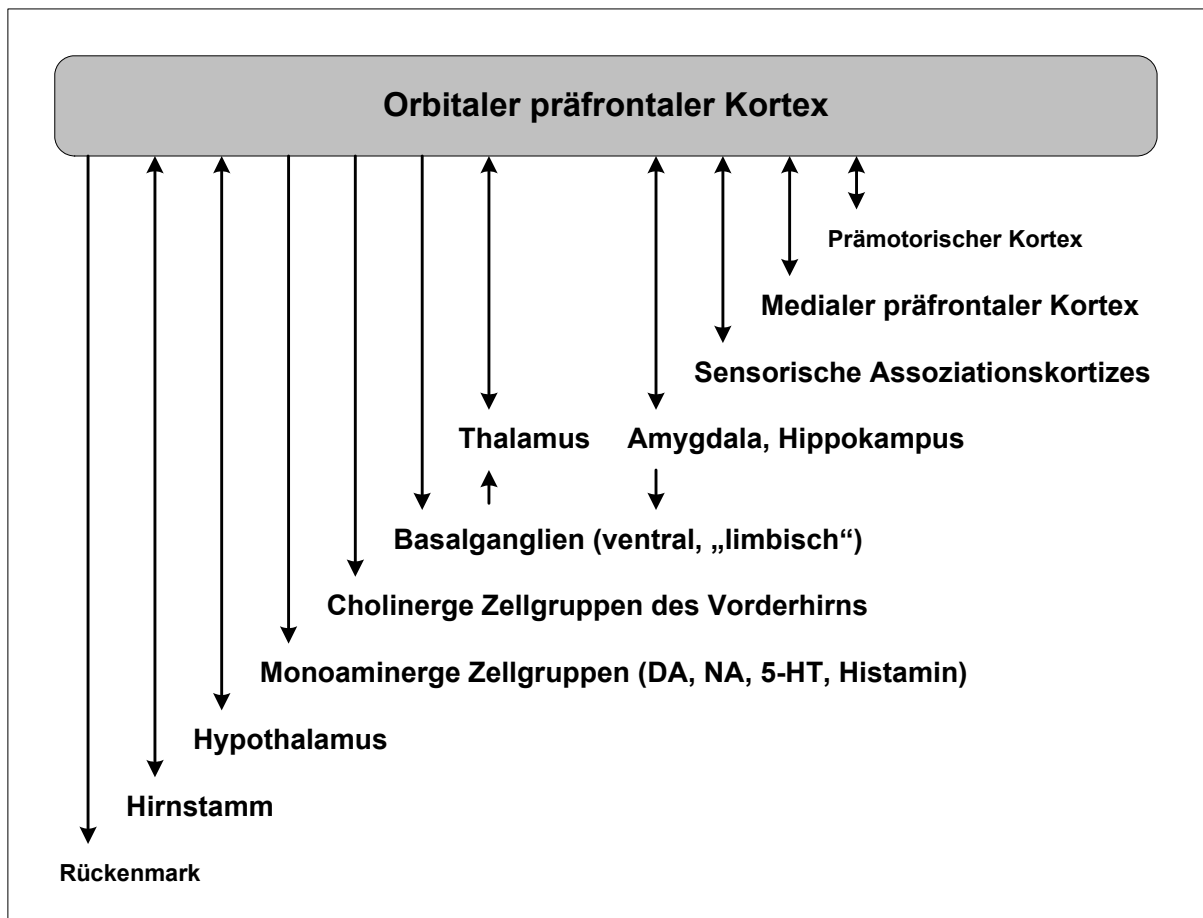 Orbitaler präfrontaler Kortex
Prämotorischer Kortex
Medialer präfrontaler Kortex
Sensorische Assoziationskortizes
Thalamus
Amygdala, Hippokampus
Basalganglien (ventral, „limbisch“)
Cholinerge Zellgruppen des Vorderhirns
Monoaminerge Zellgruppen (DA, NA, 5-HT, Histamin)
Hypothalamus
Hirnstamm
Rückenmark